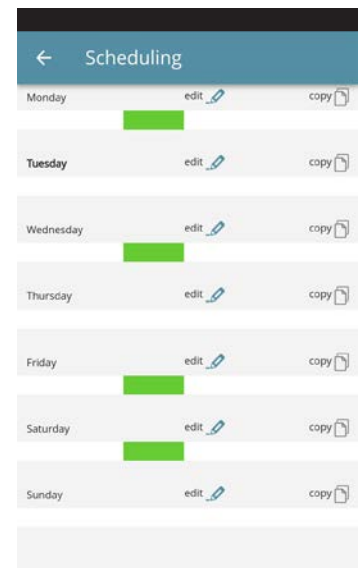 Scheduling
Monday edit copy
Tuesday edit copy
Wednesday edit copy
Thursday edit copy
Friday edit copy
Saturday edit copy
Sunday edit copy